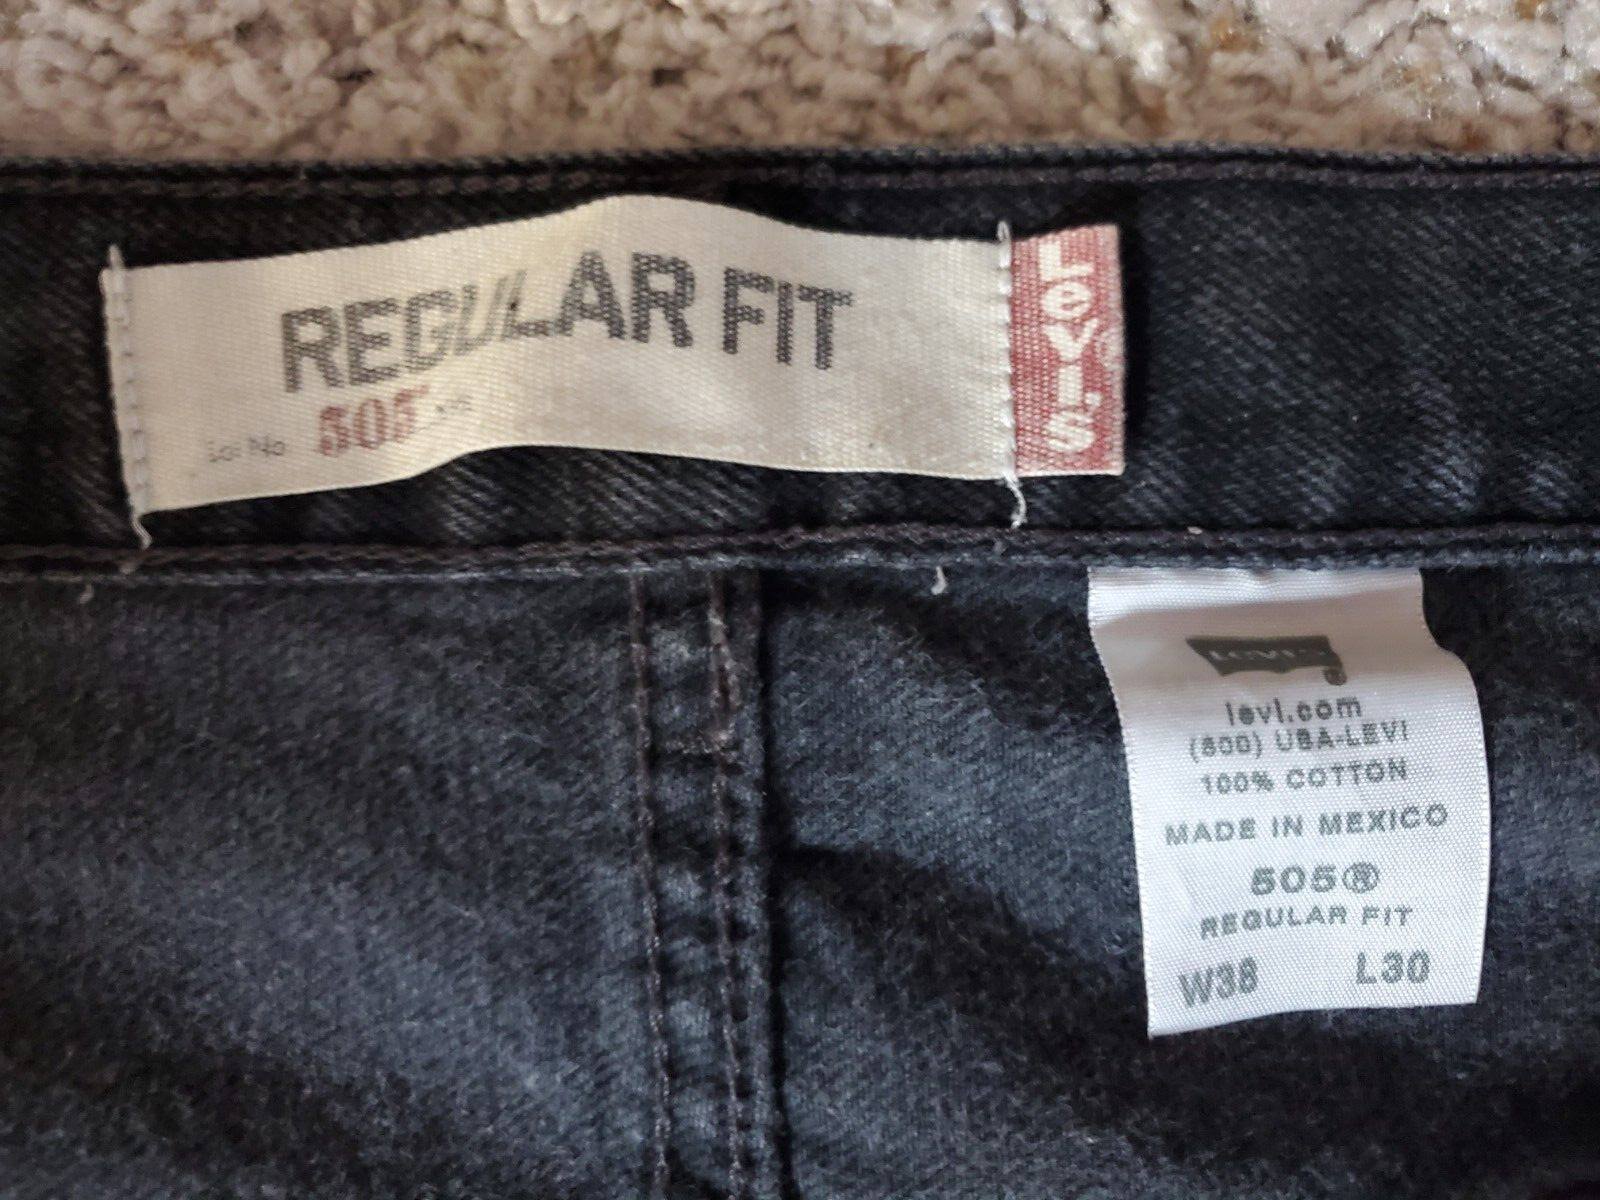 REGULAR FIT
Lot No 505
Levi's
LEVI'S ®
levi.com
(800) USA-LEVI
100% COTTON
MADE IN MEXICO
505®
REGULAR FIT
W38 L30